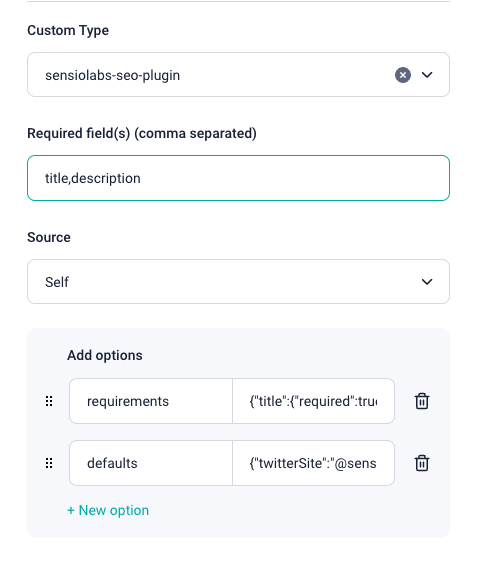 Custom Type
sensiolabs-seo-plugin
Required field(s) (comma separated)
title,description
Source
Self
Add options
requirements
{"title":{"required":true
defaults
{"twitterSite":"@sens
+ New option